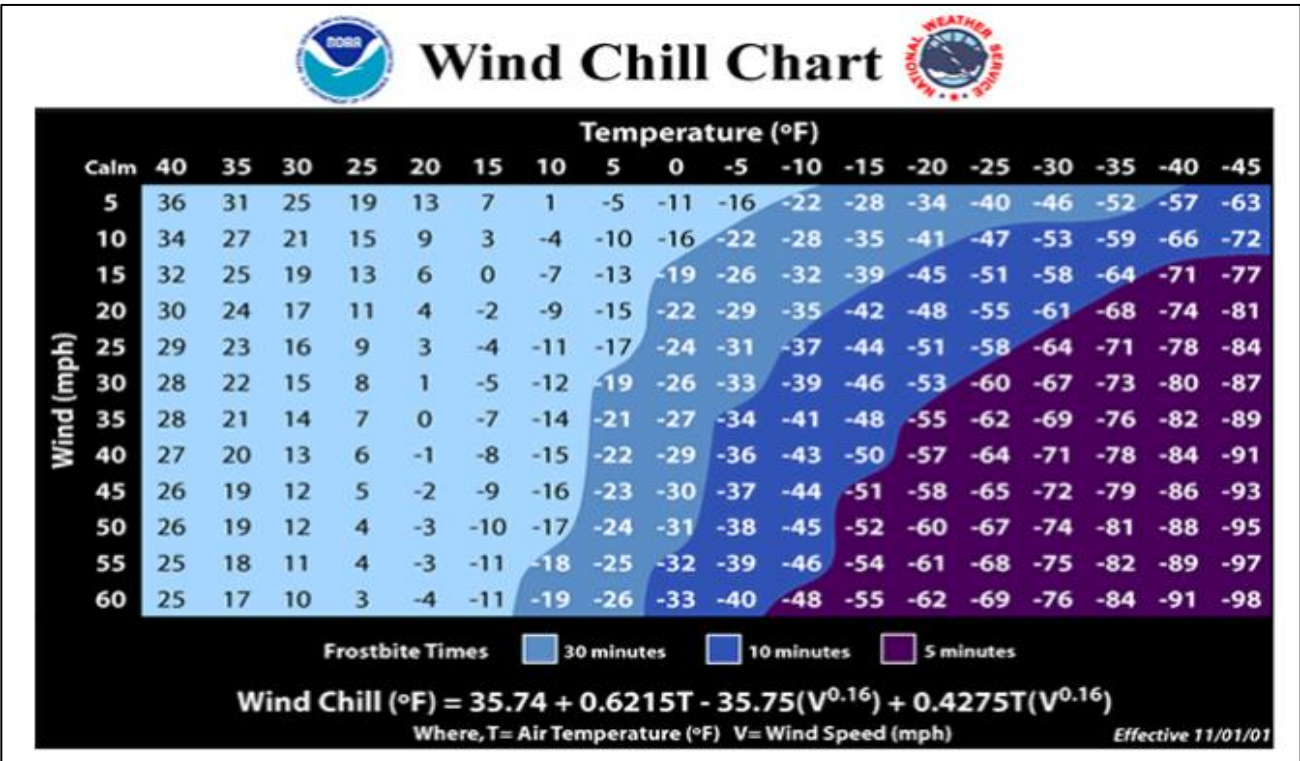 NOAA
Wind Chill Chart
NATIONAL WEATHER SERVICE
Temperature (ºF)
Calm 40 35 30 25 20 15 10 5 0 -5 -10 -15 -20 -25 -30 -35 -40 -45
Wind (mph)
5 36 31 25 19 13 7 1 -5 -11 -16 -22 -28 -34 -40 -46 -52 -57 -63
10 34 27 21 15 9 3 -4 -10 -16 -22 -28 -35 -41 -47 -53 -59 -66 -72
15 32 25 19 13 6 0 -7 -13 -19 -26 -32 -39 -45 -51 -58 -64 -71 -77
20 30 24 17 11 4 -2 -9 -15 -22 -29 -35 -42 -48 -55 -61 -68 -74 -81
25 29 23 16 9 3 -4 -11 -17 -24 -31 -37 -44 -51 -58 -64 -71 -78 -84
30 28 22 15 8 1 -5 -12 -19 -26 -33 -39 -46 -53 -60 -67 -73 -80 -87
35 28 21 14 7 0 -7 -14 -21 -27 -34 -41 -48 -55 -62 -69 -76 -82 -89
40 27 20 13 6 -1 -8 -15 -22 -29 -36 -43 -50 -57 -64 -71 -78 -84 -91
45 26 19 12 5 -2 -9 -16 -23 -30 -37 -44 -51 -58 -65 -72 -79 -86 -93
50 26 19 12 4 -3 -10 -17 -24 -31 -38 -45 -52 -60 -67 -74 -81 -88 -95
55 25 18 11 4 -3 -11 -18 -25 -32 -39 -46 -54 -61 -68 -75 -82 -89 -97
60 25 17 10 3 -4 -11 -19 -26 -33 -40 -48 -55 -62 -69 -76 -84 -91 -98
Frostbite Times 30 minutes 10 minutes 5 minutes
Wind Chill (ºF) = 35.74 + 0.6215T - 35.75(V^0.16) + 0.4275T(V^0.16)
Where, T= Air Temperature (ºF) V= Wind Speed (mph)
Effective 11/01/01